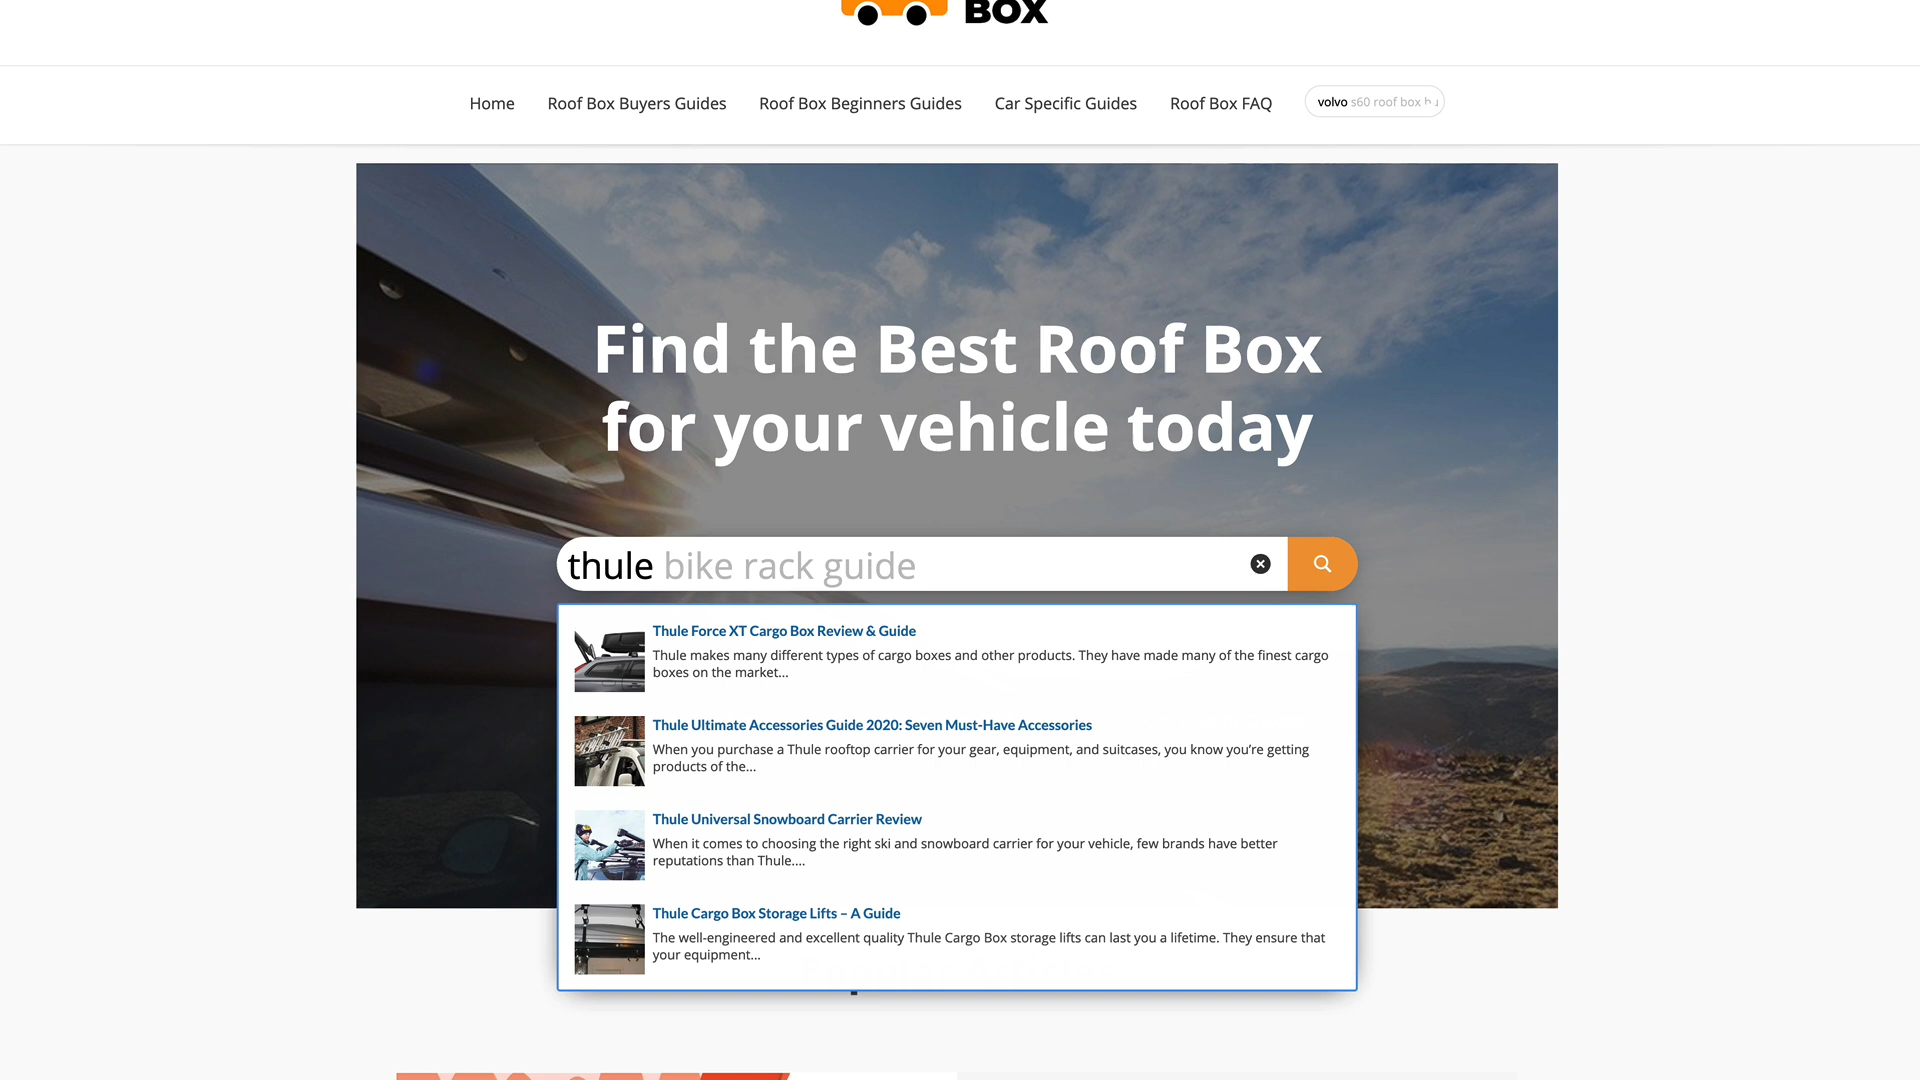 BOX
Home
Roof Box Buyers Guides
Roof Box Beginners Guides
Car Specific Guides
Roof Box FAQ
volvo s60 roof box
Find the Best Roof Box
for your vehicle today
thule bike rack guide
Thule Force XT Cargo Box Review & Guide
Thule makes many different types of cargo boxes and other products. They have made many of the finest cargo
boxes on the market...
Thule Ultimate Accessories Guide 2020: Seven Must-Have Accessories
When you purchase a Thule rooftop carrier for your gear, equipment, and suitcases, you know you’re getting
products of the...
Thule Universal Snowboard Carrier Review
When it comes to choosing the right ski and snowboard carrier for your vehicle, few brands have better
reputations than Thule....
Thule Cargo Box Storage Lifts – A Guide
The well-engineered and excellent quality Thule Cargo Box storage lifts can last you a lifetime. They ensure that
your equipment...